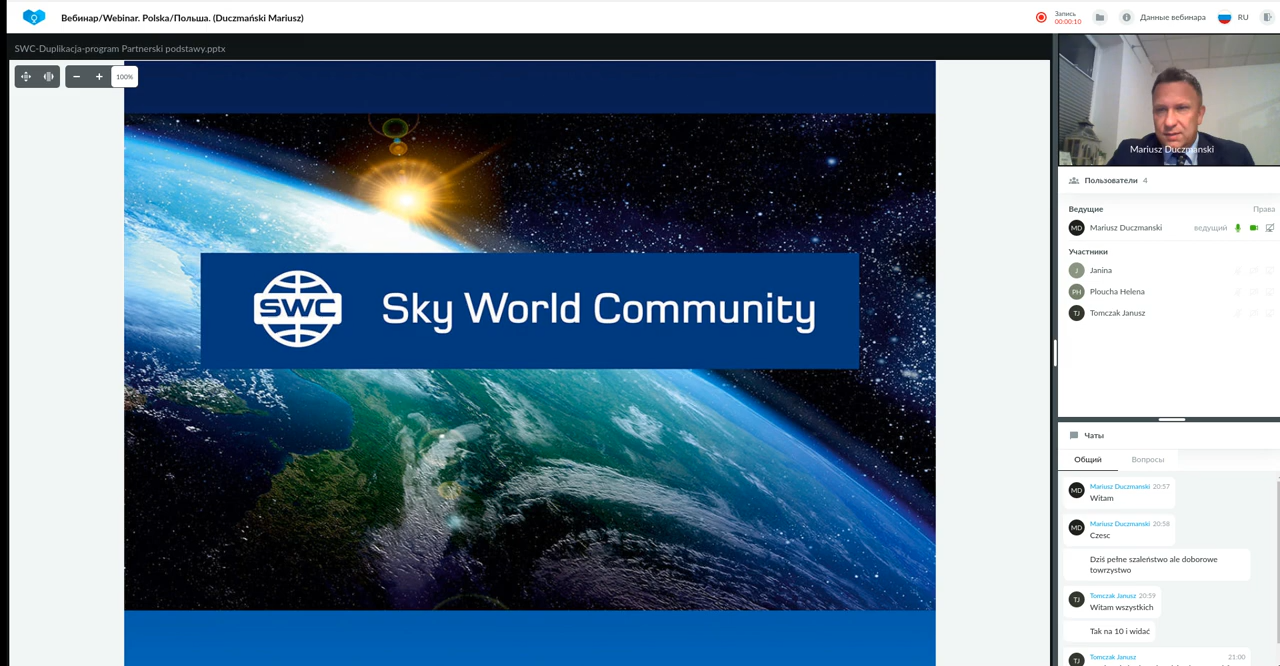 Вебинар/Webinar. Polska/Польша. (Duczmański Mariusz)
Запись
00:00:10
Данные вебинара
RU
SWC-Duplikacja-program Partnerski podstawy.pptx
100%
SWC
Sky World Community
Mariusz Duczmanski
Пользователи 4
Ведущие
Права
MD
Mariusz Duczmanski
ведущий
Участники
J
Janina
PH
Ploucha Helena
TJ
Tomczak Janusz
Чаты
Общий
Вопросы
MD
Mariusz Duczmanski 20:57
Witam
MD
Mariusz Duczmanski 20:58
Czesc
Dziś pełne szaleństwo ale doborowe
towrzystwo
TJ
Tomczak Janusz 20:59
Witam wszystkich
Tak na 10 i widać
TJ
Tomczak Janusz 21:00